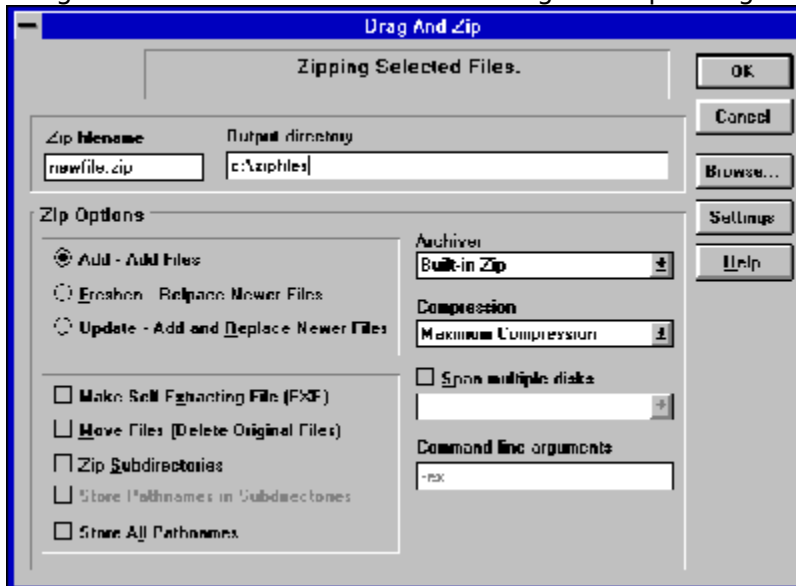 Drag And Zip
Zipping Selected Files.
OK
Cancel
Browse...
Settings
Help
Zip filename
Output directory
newfile.zip
c:\zipfiles
Zip Options
Add - Add Files
Freshen - Relpace Newer Files
Update - Add and Replace Newer Files
Make Self Extracting File (EXE)
Move Files (Delete Original Files)
Zip Subdirectories
Store Pathnames in Subdirectories
Store All Pathnames
Archiver
Built-in Zip
Compression
Maximum Compression
Span multiple disks
Command line arguments
-ex